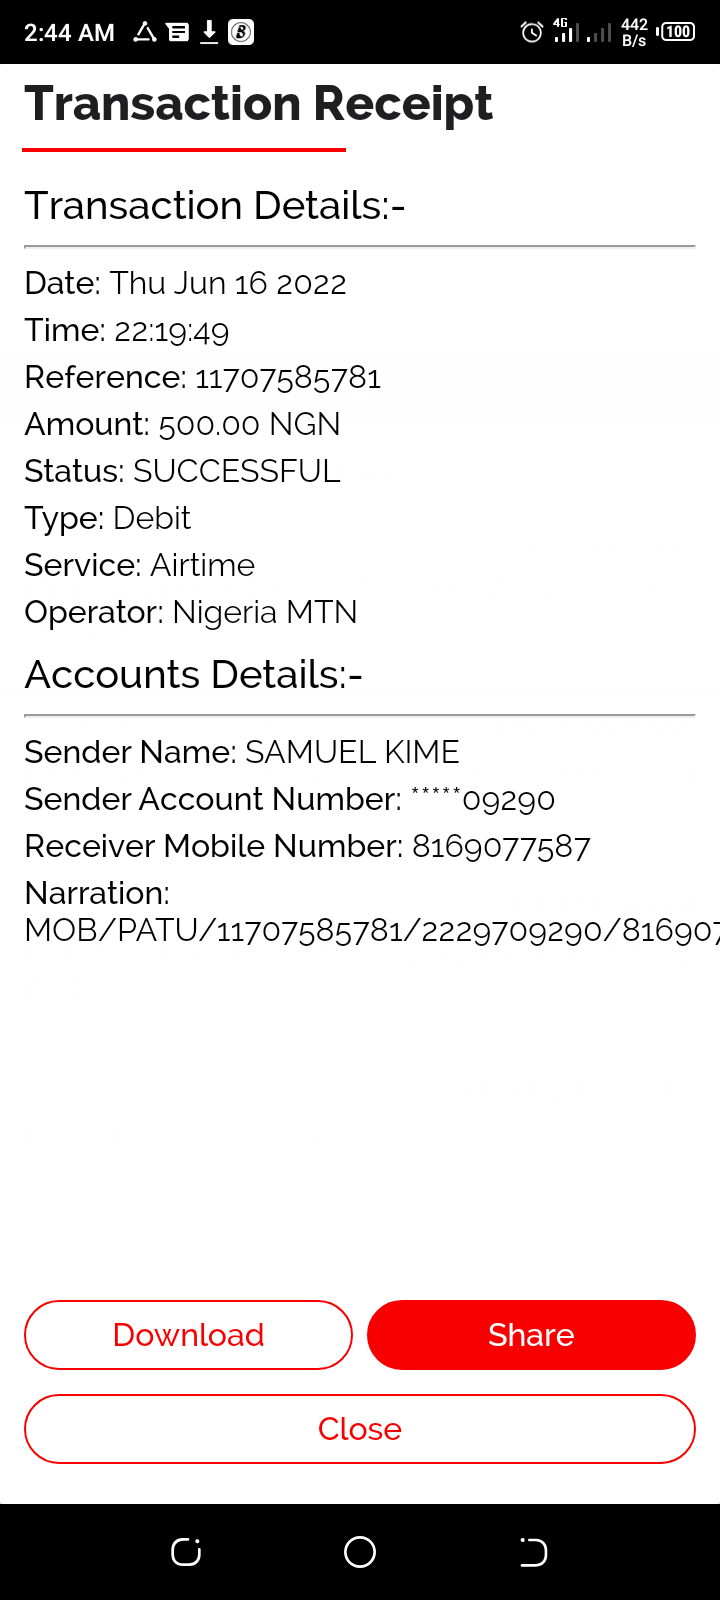 2:44 AM 4G 442 B/s 100
Transaction Receipt
Transaction Details:-
Date: Thu Jun 16 2022
Time: 22:19:49
Reference: 11707585781
Amount: 500.00 NGN
Status: SUCCESSFUL
Type: Debit
Service: Airtime
Operator: Nigeria MTN
Accounts Details:-
Sender Name: SAMUEL KIME
Sender Account Number: *****09290
Receiver Mobile Number: 8169077587
Narration:
MOB/PATU/11707585781/2229709290/816907
Download Share
Close